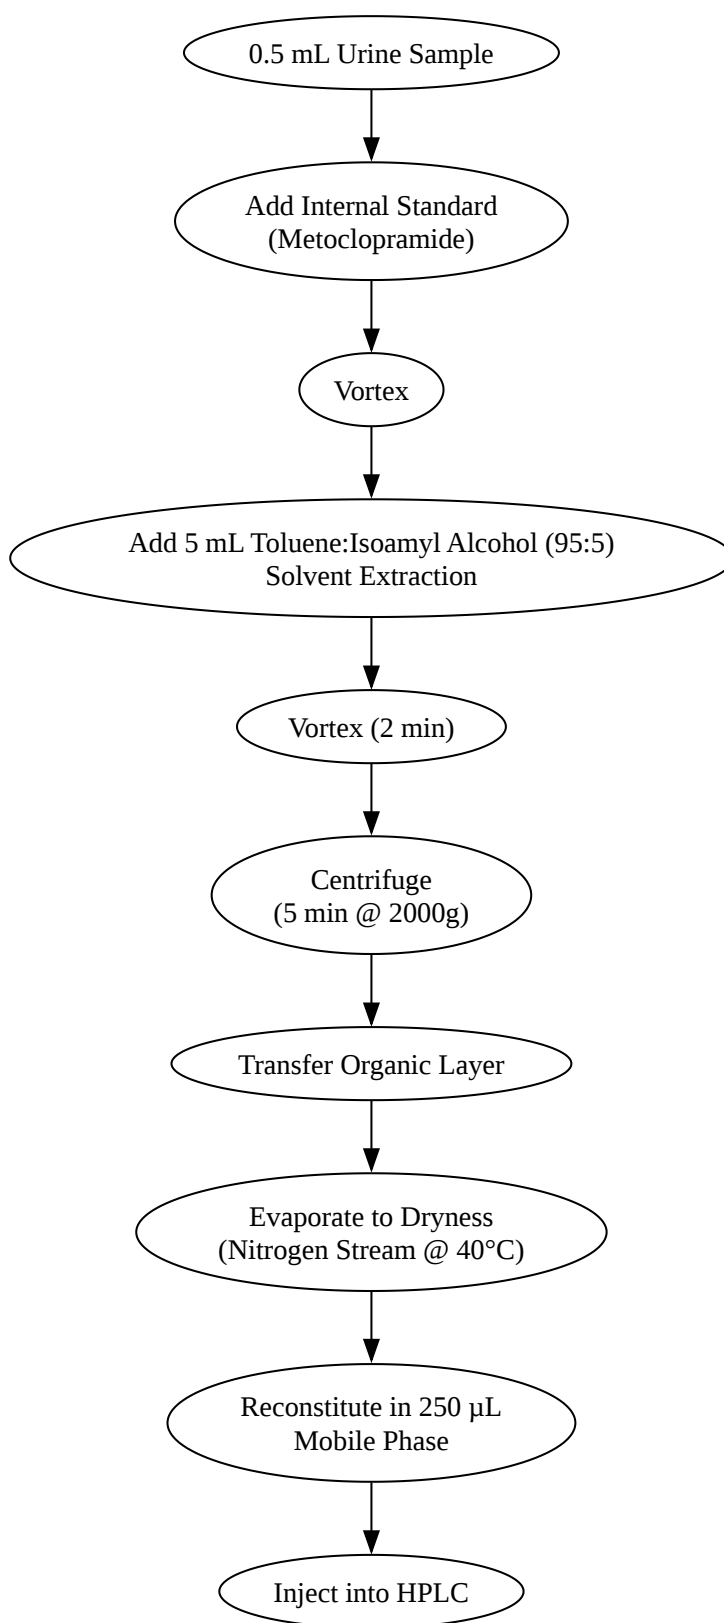 0.5 mL Urine Sample
Add Internal Standard
(Metoclopramide)
Vortex
Add 5 mL Toluene:Isoamyl Alcohol (95:5)
Solvent Extraction
Vortex (2 min)
Centrifuge
(5 min @ 2000g)
Transfer Organic Layer
Evaporate to Dryness
(Nitrogen Stream @ 40°C)
Reconstitute in 250 µL
Mobile Phase
Inject into HPLC